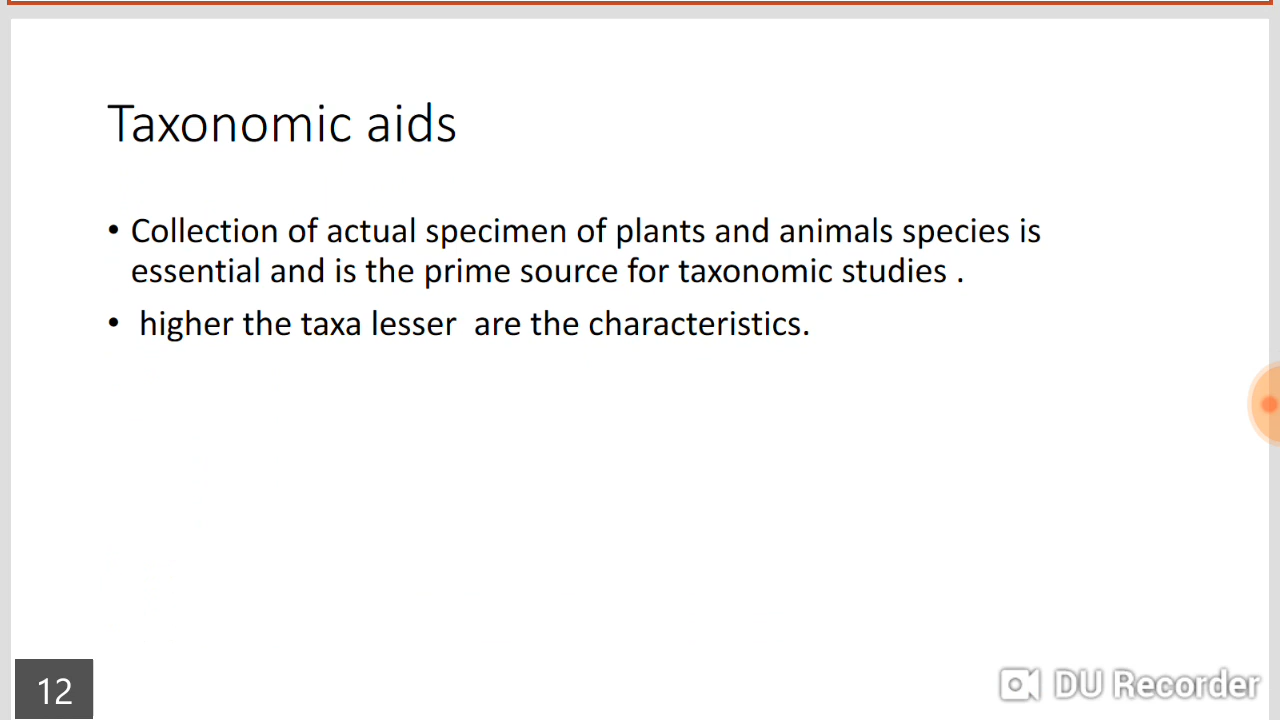 Taxonomic aids
• Collection of actual specimen of plants and animals species is
essential and is the prime source for taxonomic studies .
• higher the taxa lesser  are the characteristics.
12
DU Recorder